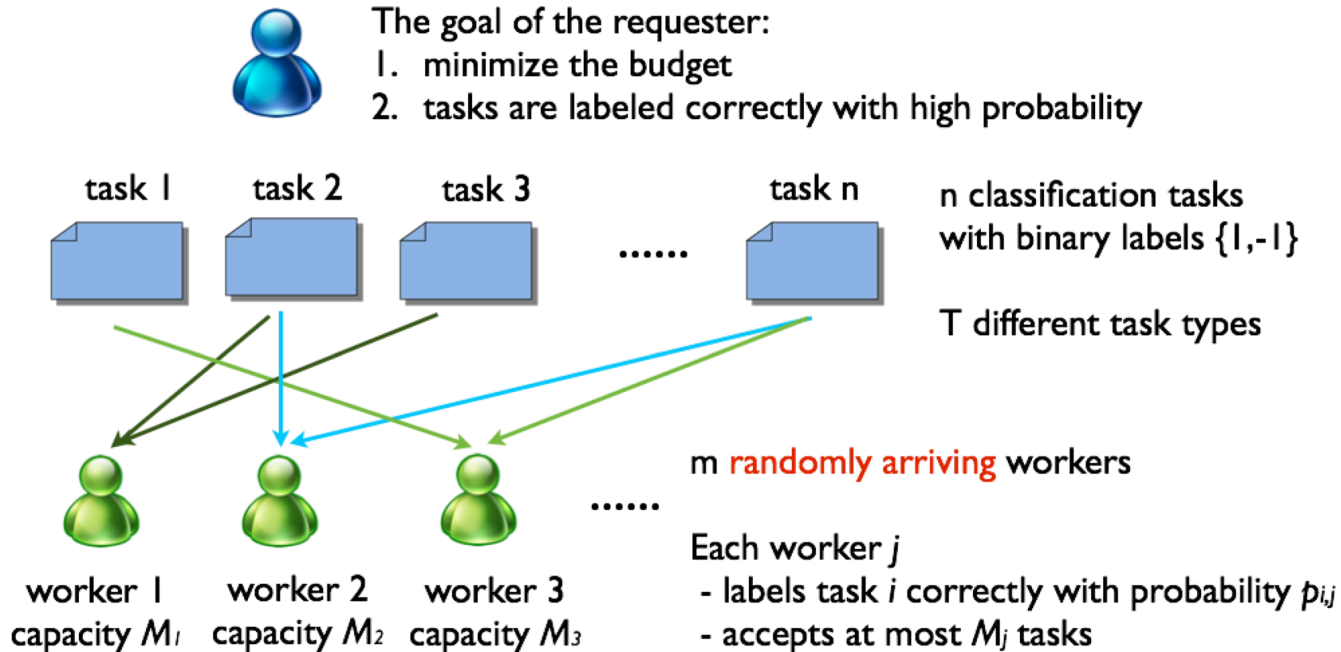 The goal of the requester:
1. minimize the budget
2. tasks are labeled correctly with high probability
task 1 task 2 task 3 task n
n classification tasks
with binary labels {1,-1}
......
T different task types
m randomly arriving workers
......
Each worker j
- labels task i correctly with probability pi,j
- accepts at most Mj tasks
worker 1 worker 2 worker 3
capacity M1 capacity M2 capacity M3